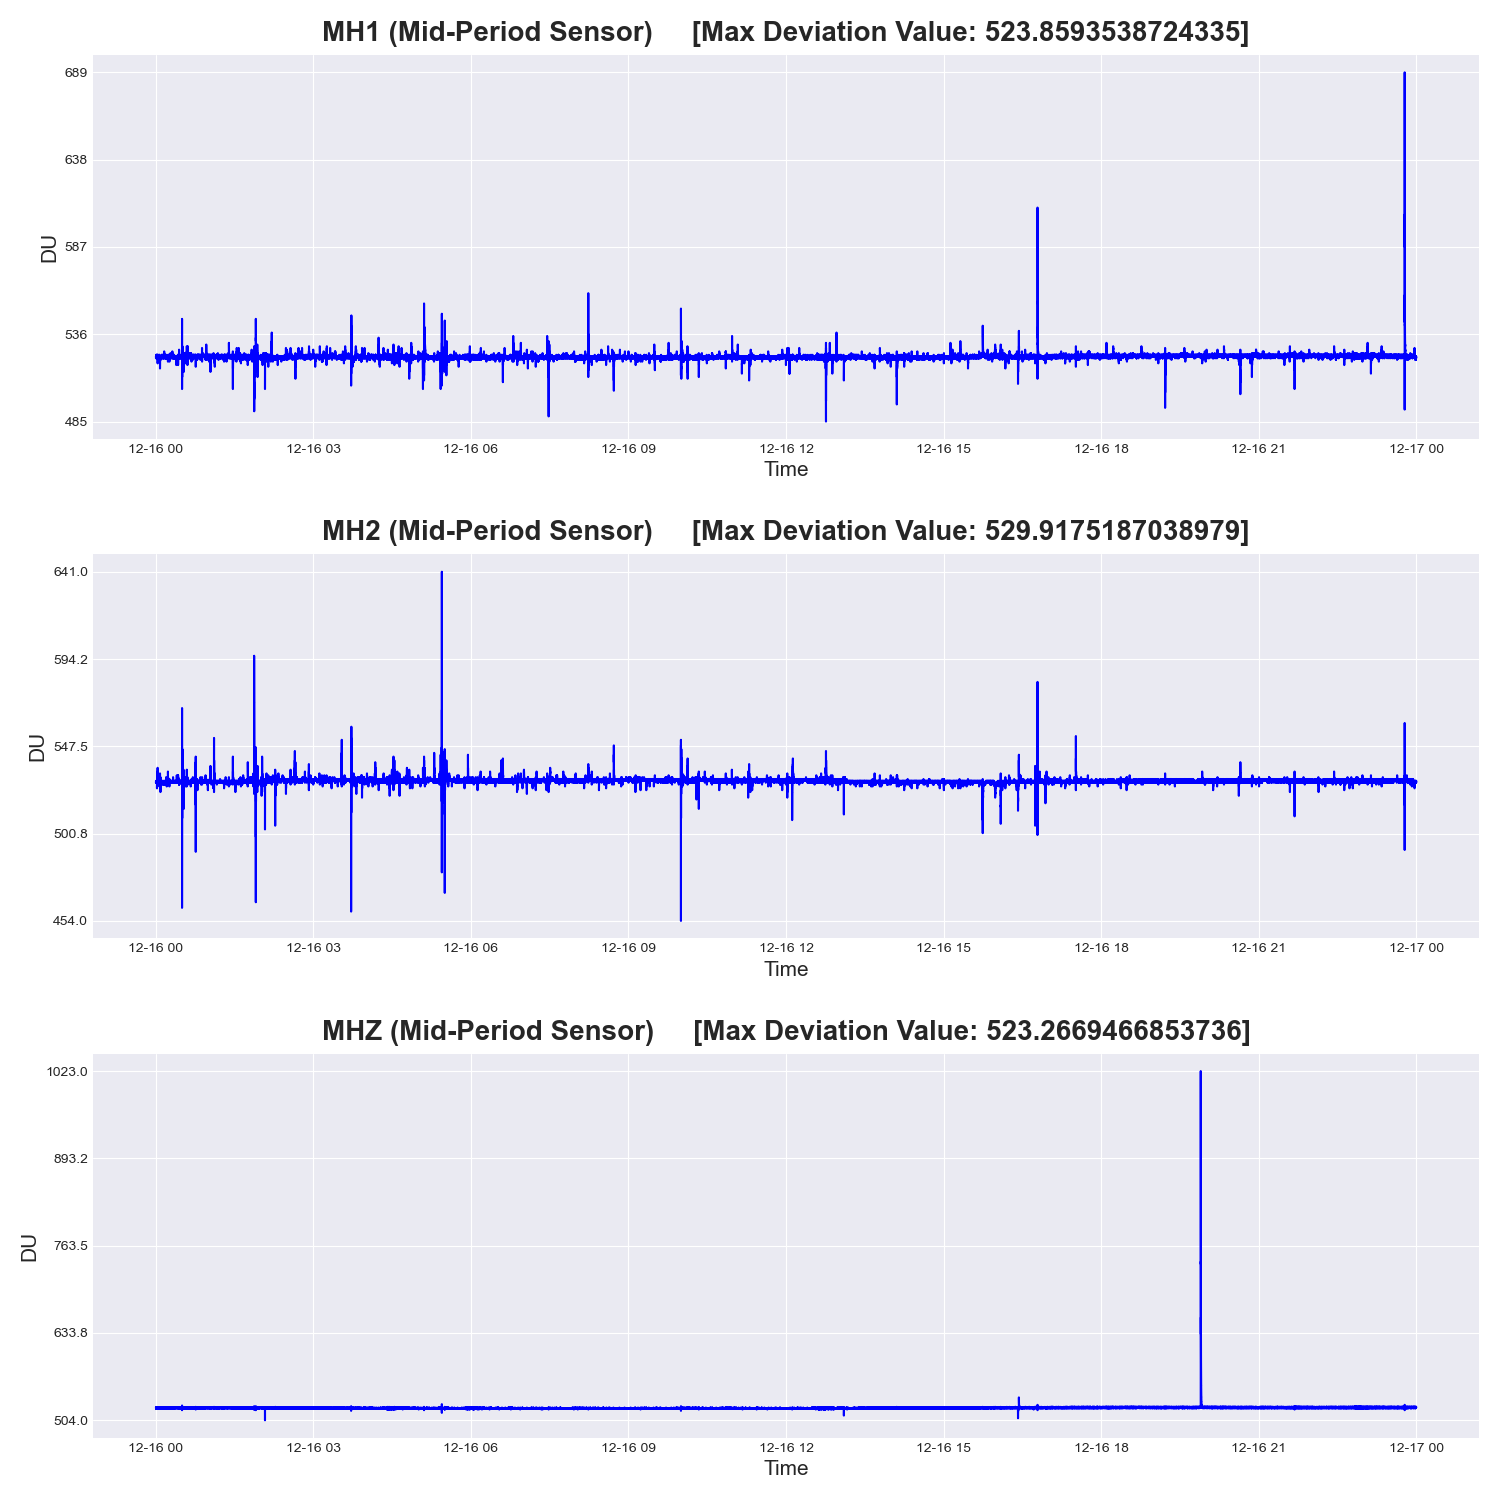 MH1 (Mid-Period Sensor) [Max Deviation Value: 523.8593538724335]
689
638
587
536
485
DU
12-16 00 12-16 03 12-16 06 12-16 09 12-16 12 12-16 15 12-16 18 12-16 21 12-17 00
Time
MH2 (Mid-Period Sensor) [Max Deviation Value: 529.9175187038979]
641.0
594.2
547.5
500.8
454.0
DU
12-16 00 12-16 03 12-16 06 12-16 09 12-16 12 12-16 15 12-16 18 12-16 21 12-17 00
Time
MHZ (Mid-Period Sensor) [Max Deviation Value: 523.2669466853736]
1023.0
893.2
763.5
633.8
504.0
DU
12-16 00 12-16 03 12-16 06 12-16 09 12-16 12 12-16 15 12-16 18 12-16 21 12-17 00
Time